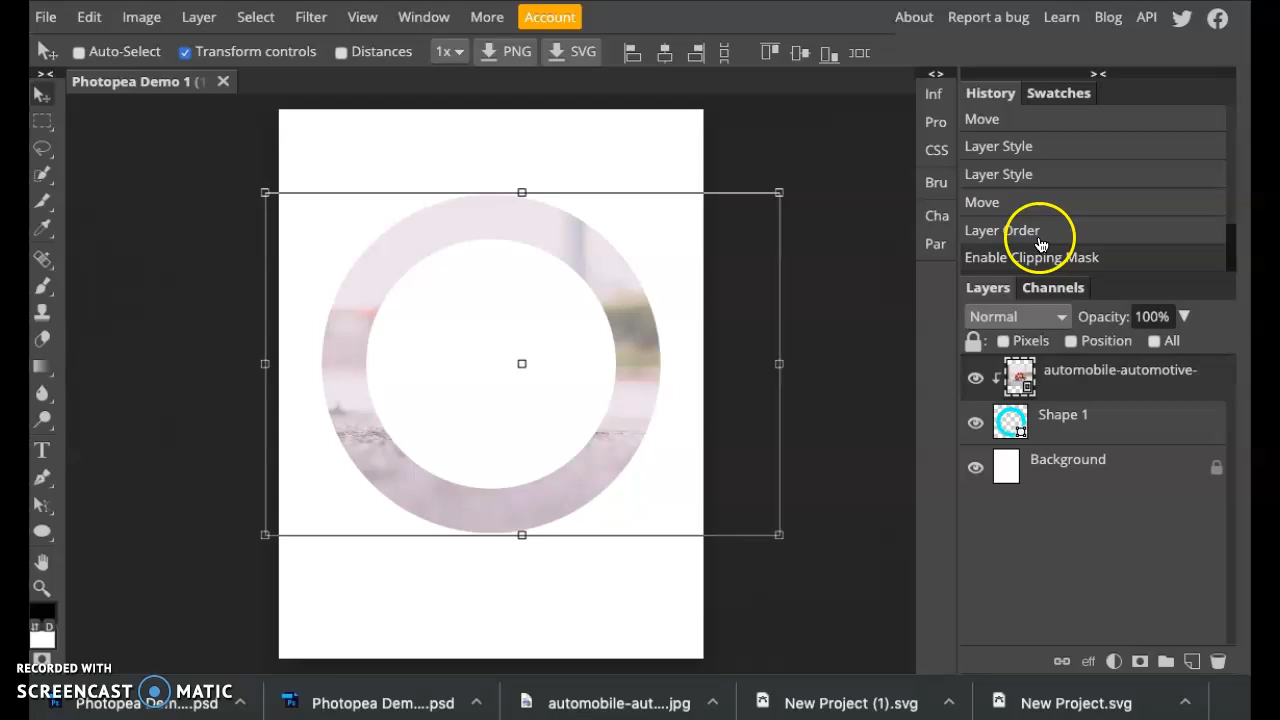 File Edit Image Layer Select Filter View Window More Account About Report a bug Learn Blog API
Auto-Select Transform controls Distances 1x PNG SVG
> < Photopea Demo 1 ( < > > <
Inf
Pro
CSS
Bru
Cha
Par
History Swatches
Move
Layer Style
Layer Style
Move
Layer Order
Enable Clipping Mask
Layers Channels
Normal Opacity: 100%
: Pixels Position All
automobile-automotive-
Shape 1
Background
D
eff
RECORDED WITH
SCREENCAST MATIC
Photopea Dem....psd Photopea Dem....psd automobile-aut....jpg New Project (1).svg New Project.svg